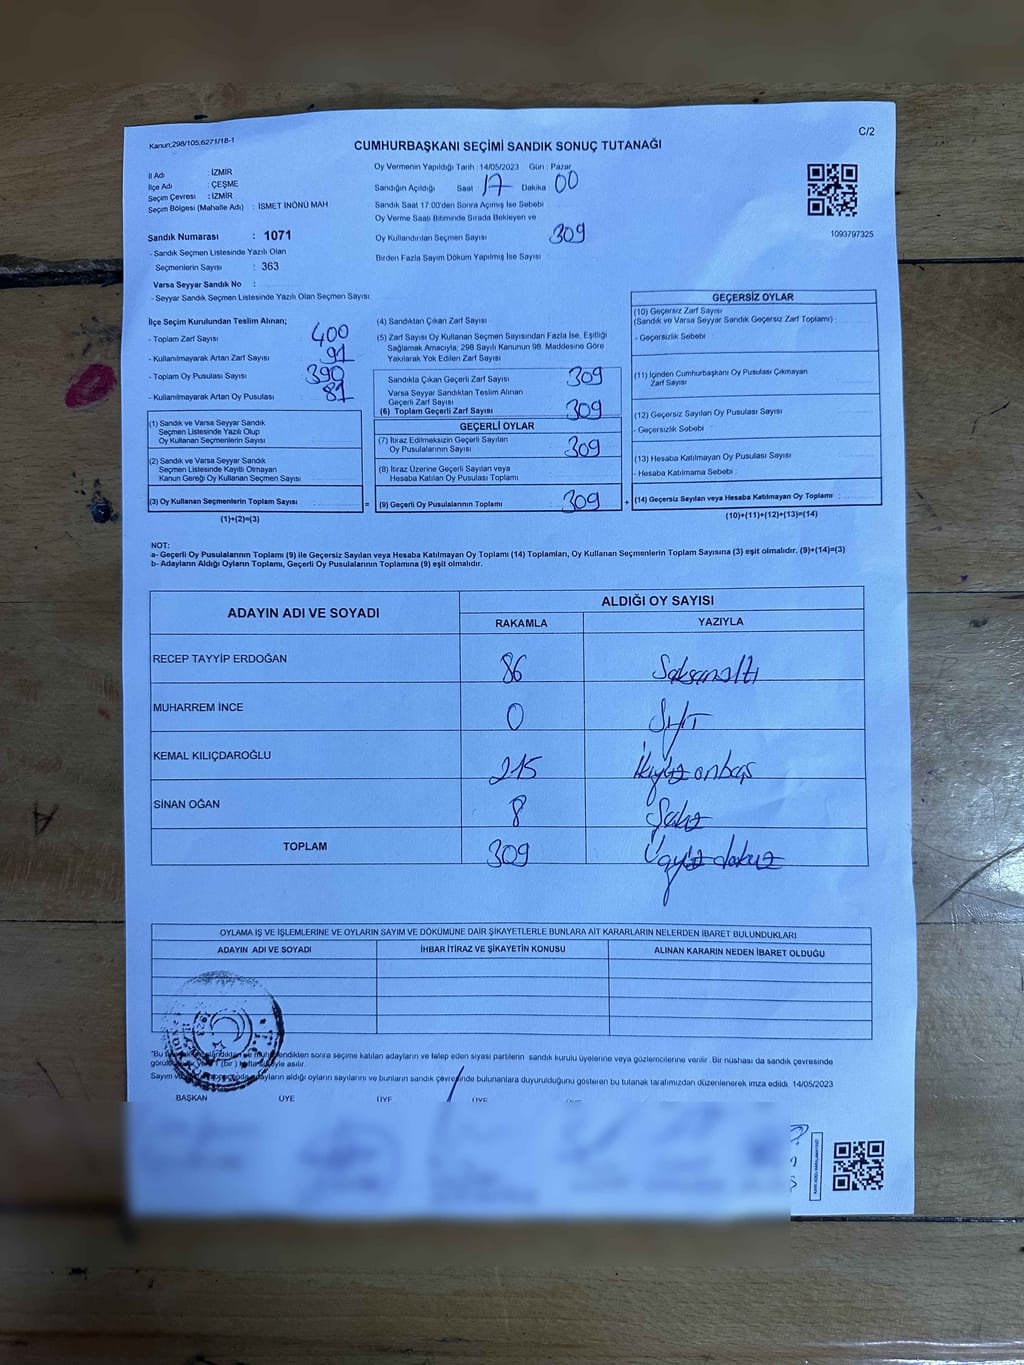 Kanun;298/105,6271/18-1
C/2
CUMHURBAŞKANI SEÇİMİ SANDIK SONUÇ TUTANAĞI
İl Adı : İZMİR
İlçe Adı : ÇEŞME
Seçim Çevresi : İZMİR
Seçim Bölgesi (Mahalle Adı) : İSMET İNÖNÜ MAH.
Sandık Numarası : 1071
- Sandık Seçmen Listesinde Yazılı Olan
Seçmenlerin Sayısı : 363
Varsa Seyyar Sandık No :
- Seyyar Sandık Seçmen Listesinde Yazılı Olan Seçmen Sayısı:
Oy Vermenin Yapıldığı Tarih : 14/05/2023 Gün : Pazar
Sandığın Açıldığı Saat 17 Dakika 00
Sandık Saat 17:00'den Sonra Açımış İse Sebebi
Oy Verme Saati Bitiminde Sırada Bekleyen ve
Oy Kullandırılan Seçmen Sayısı 309
Birden Fazla Sayım Döküm Yapılmış İse Sayısı
1093797325
İlçe Seçim Kurulundan Teslim Alınan;
- Toplam Zarf Sayısı 400
- Kullanılmayarak Artan Zarf Sayısı 91
- Toplam Oy Pusulası Sayısı 390
- Kullanılmayarak Artan Oy Pusulası 81
(1) Sandık ve Varsa Seyyar Sandık
Seçmen Listesinde Yazılı Olup
Oy Kullanan Seçmenlerin Sayısı
(2) Sandık ve Varsa Seyyar Sandık
Seçmen Listesinde Kayıtlı Olmayan
Kanun Gereği Oy Kullanan Seçmen Sayısı
(3) Oy Kullanan Seçmenlerin Toplam Sayısı :
(1)+(2)=(3)
(4) Sandıktan Çıkan Zarf Sayısı
(5) Zarf Sayısı Oy Kullanan Seçmen Sayısından Fazla İse, Eşitliği
Sağlamak Amacıyla; 298 Sayılı Kanunun 98. Maddesine Göre
Yakılarak Yok Edilen Zarf Sayısı
Sandıkta Çıkan Geçerli Zarf Sayısı 309
Varsa Seyyar Sandıktan Teslim Alınan
Geçerli Zarf Sayısı
(6) Toplam Geçerli Zarf Sayısı 309
GEÇERLİ OYLAR
(7) İtiraz Edilmeksizin Geçerli Sayılan
Oy Pusulalarının Sayısı 309
(8) İtiraz Üzerine Geçerli Sayılan veya
Hesaba Katılan Oy Pusulası Toplamı
= (9) Geçerli Oy Pusulalarının Toplamı 309 +
GEÇERSİZ OYLAR
(10) Geçersiz Zarf Sayısı
(Sandık ve Varsa Seyyar Sandık Geçersiz Zarf Toplamı) :
- Geçersizlik Sebebi
(11) İçinden Cumhurbaşkanı Oy Pusulası Çıkmayan
Zarf Sayısı
(12) Geçersiz Sayılan Oy Pusulası Sayısı
- Geçersizlik Sebebi :
(13) Hesaba Katılmayan Oy Pusulası Sayısı
- Hesaba Katılmama Sebebi :
(14) Geçersiz Sayılan veya Hesaba Katılmayan Oy Toplamı :
(10)+(11)+(12)+(13)=(14)
NOT:
a- Geçerli Oy Pusulalarının Toplamı (9) ile Geçersiz Sayılan veya Hesaba Katılmayan Oy Toplamı (14) Toplamları, Oy Kullanan Seçmenlerin Toplam Sayısına (3) eşit olmalıdır. (9)+(14)=(3)
b- Adayların Aldığı Oyların Toplamı, Geçerli Oy Pusulalarının Toplamına (9) eşit olmalıdır.
ADAYIN ADI VE SOYADI
ALDIĞI OY SAYISI
RAKAMLA YAZIYLA
RECEP TAYYİP ERDOĞAN 86 Seksenaltı
MUHARREM İNCE 0 Sıfır
KEMAL KILIÇDAROĞLU 215 İkiyüz onbeş
SİNAN OĞAN 8 Sekiz
TOPLAM 309 Üçyüz dokuz
OYLAMA İŞ VE İŞLEMLERİNE VE OYLARIN SAYIM VE DÖKÜMÜNE DAİR ŞİKAYETLERLE BUNLARA AİT KARARLARIN NELERDEN İBARET BULUNDUKLARI
ADAYIN ADI VE SOYADI İHBAR İTİRAZ VE ŞİKAYETİN KONUSU ALINAN KARARIN NEDEN İBARET OLDUĞU
"Bu sonra seçime katılan adayların ve talep eden siyasi partilerin sandık kurulu üyelerine veya gözlemcilerine verilir. Bir nüshası da sandık çevresinde
(bir) hafta süreyle asılır.
Sayım adayların aldığı oyların sayılarını ve bunların sandık çevresinde bulunanlara duyurulduğunu gösteren bu tutanak tarafımızdan düzenlenerek imza edildi. 14/05/2023
BAŞKAN ÜYE ÜYE ÜYE